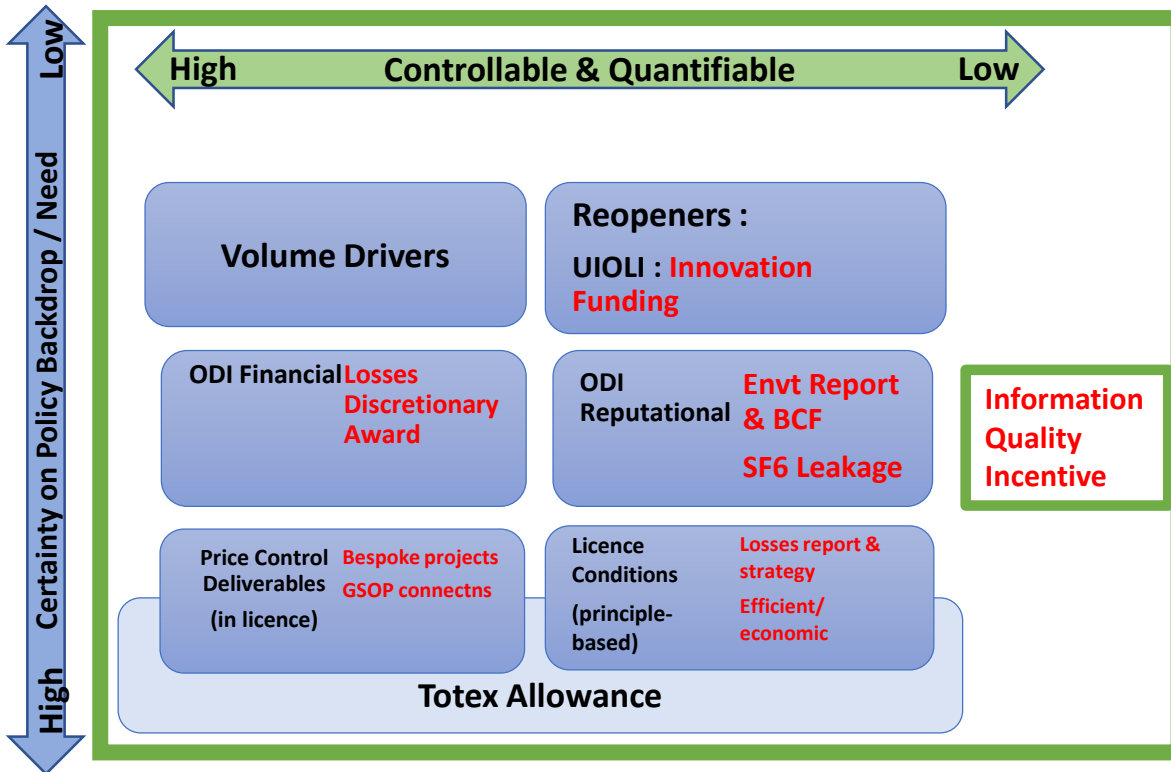 High Controllable & Quantifiable Low
Low
Certainty on Policy Backdrop / Need
High
Volume Drivers
Reopeners :
UIOLI : Innovation
Funding
ODI Financial
Losses
Discretionary
Award
ODI
Reputational
Envt Report
& BCF
SF6 Leakage
Information
Quality
Incentive
Price Control
Deliverables
(in licence)
Bespoke projects
GSOP connectns
Licence
Conditions
(principle-
based)
Losses report &
strategy
Efficient/
economic
Totex Allowance